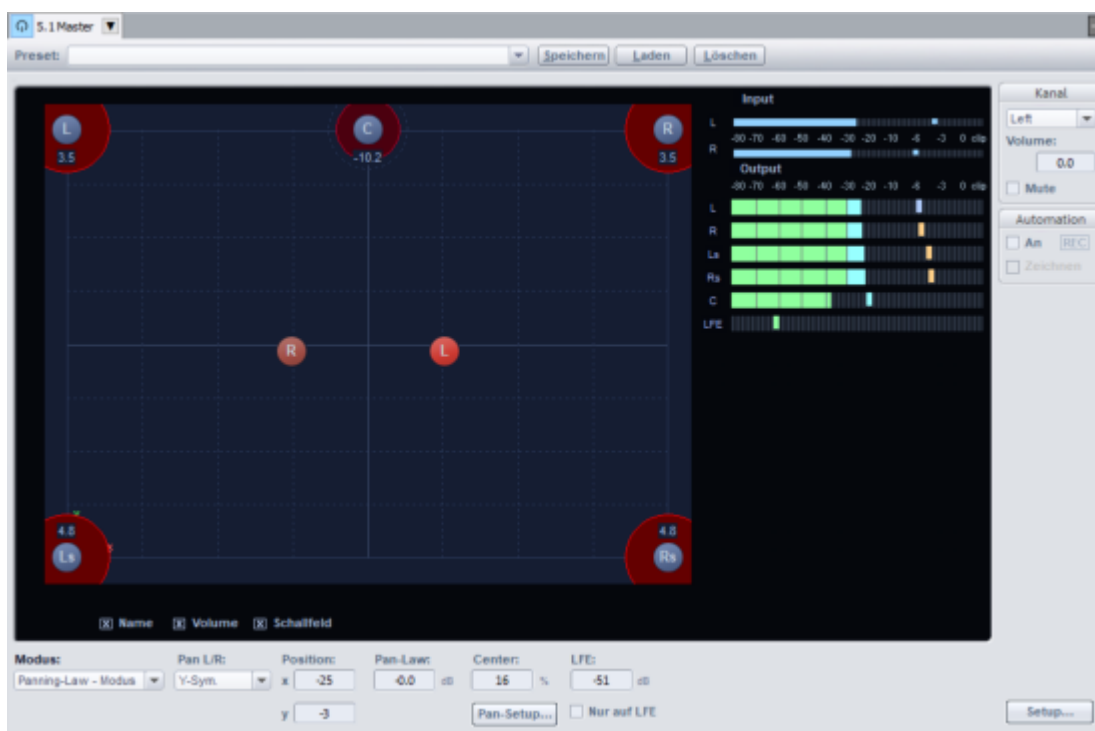 5.1 Master
Preset: Speichern Laden Löschen
Input
L
-80 -70 -60 -50 -40 -30 -20 -10 -6 -3 0 clip
R
Output
-80 -70 -60 -50 -40 -30 -20 -10 -6 -3 0 clip
L
R
Ls
Rs
C
LFE
L C R
3.5 -10.2 3.5
R L
4.8 4.8
Ls Rs
Name Volume Schallfeld
Kanal
Left
Volume:
0.0
Mute
Automation
An REC
Zeichnen
Modus: Pan L/R: Position: Pan-Law: Center: LFE:
Panning-Law - Modus Y-Sym. x -25 -0.0 dB 16 % -51 dB
y -3 Pan-Setup... Nur auf LFE
Setup....